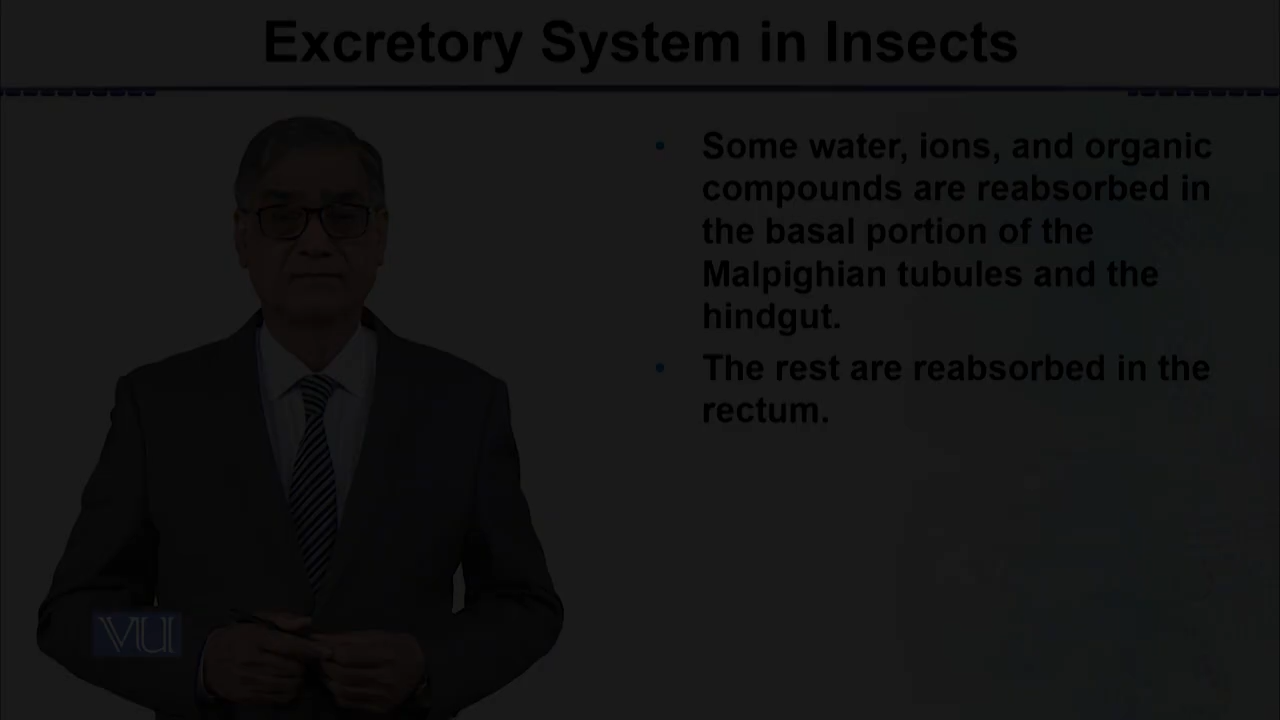 Excretory System in Insects
• Some water, ions, and organic
compounds are reabsorbed in
the basal portion of the
Malpighian tubules and the
hindgut.
• The rest are reabsorbed in the
rectum.
VU